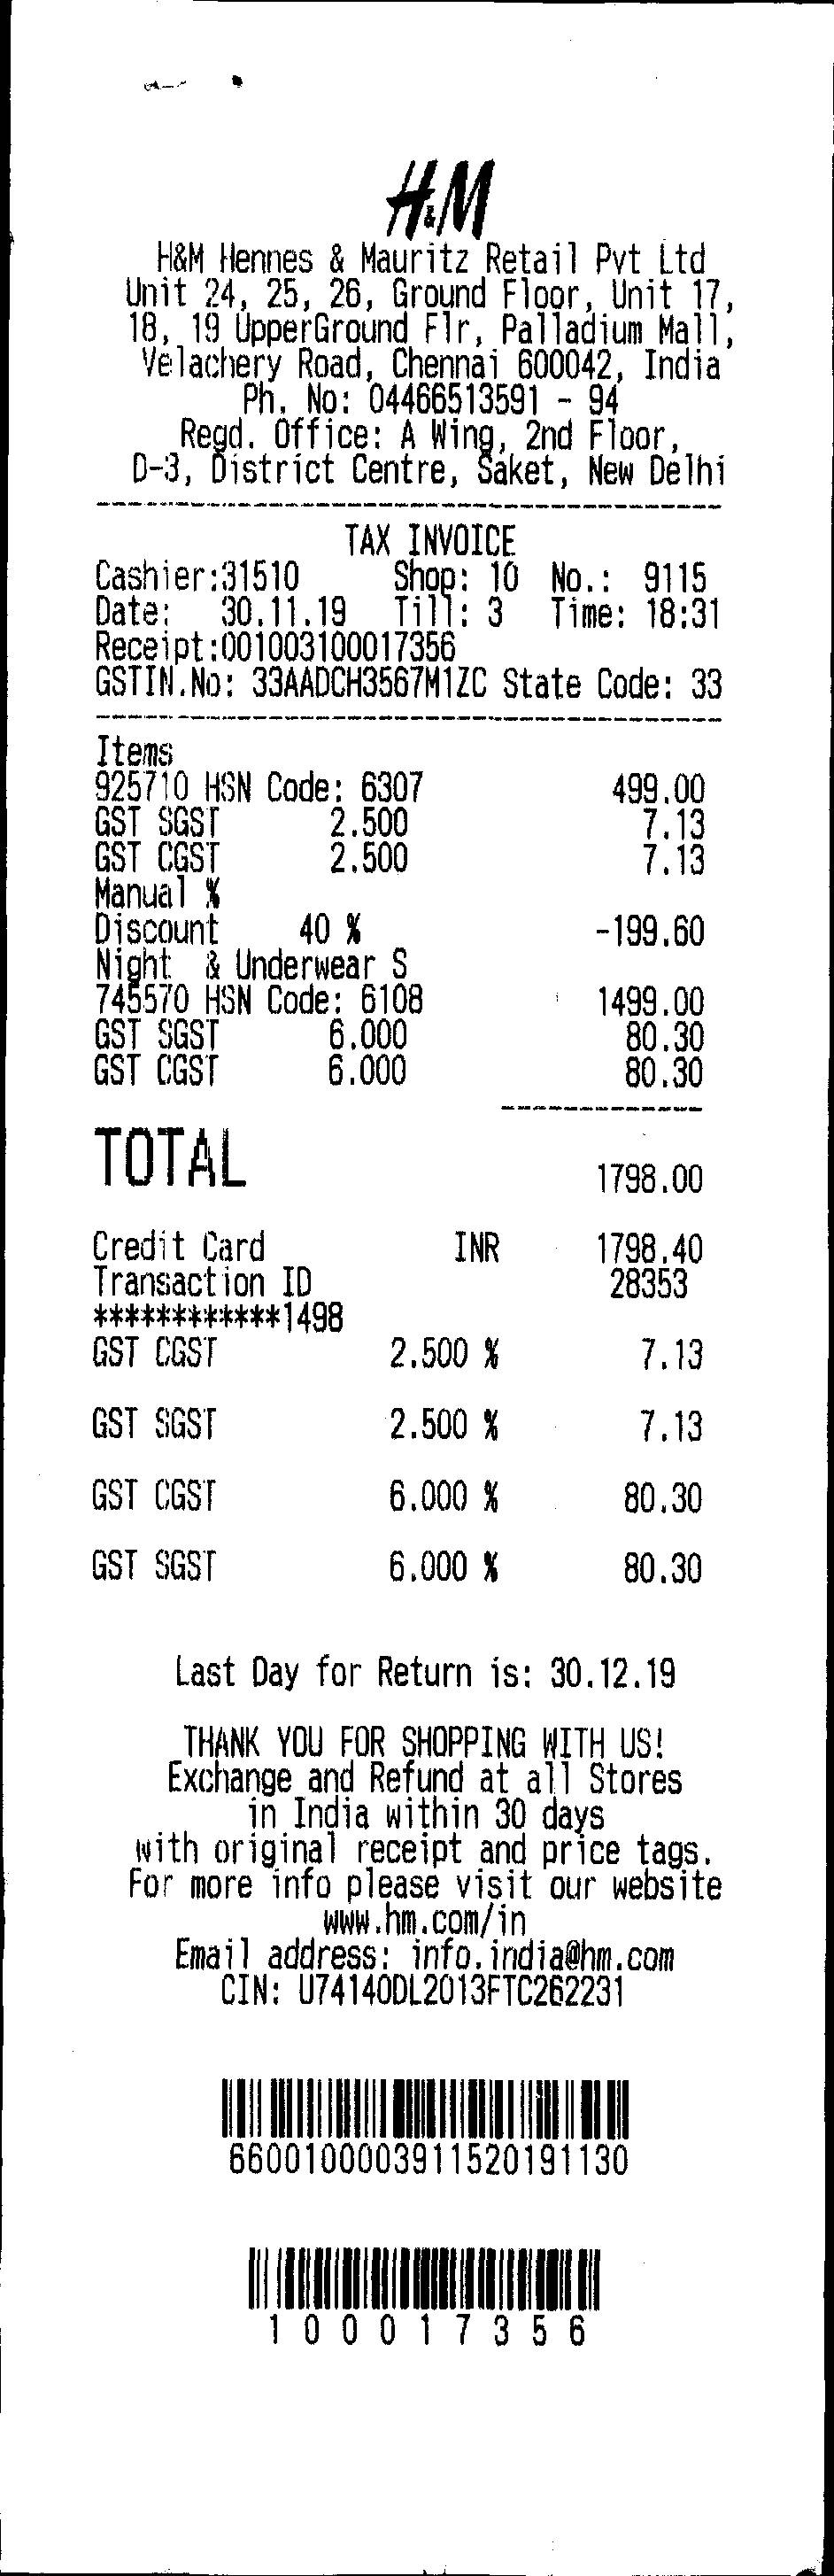 H&M
H&M Hennes & Mauritz Retail Pvt Ltd
Unit 24, 25, 26, Ground Floor, Unit 17,
18, 19 UpperGround Flr, Palladium Mall,
Velachery Road, Chennai 600042, India
Ph. No: 04466513591 - 94
Regd. Office: A Wing, 2nd Floor,
D-3, District Centre, Saket, New Delhi
TAX INVOICE
Cashier:31510 Shop: 10 No.: 9115
Date: 30.11.19 Till: 3 Time: 18:31
Receipt:001003100017356
GSTIN.No: 33AADCH3567M1ZC State Code: 33
Items
925710 HSN Code: 6307 499.00
GST SGST 2.500 7.13
GST CGST 2.500 7.13
Manual %
Discount 40 % -199.60
Night & Underwear S
745570 HSN Code: 6108 1499.00
GST SGST 6.000 80.30
GST CGST 6.000 80.30
TOTAL 1798.00
Credit Card INR 1798.40
Transaction ID 28353
************1498
GST CGST 2.500 % 7.13
GST SGST 2.500 % 7.13
GST CGST 6.000 % 80.30
GST SGST 6.000 % 80.30
Last Day for Return is: 30.12.19
THANK YOU FOR SHOPPING WITH US!
Exchange and Refund at all Stores
in India within 30 days
with original receipt and price tags.
For more info please visit our website
www.hm.com/in
Email address: info.india@hm.com
CIN: U74140DL2013FTC262231
6600100003911520191130
100017356